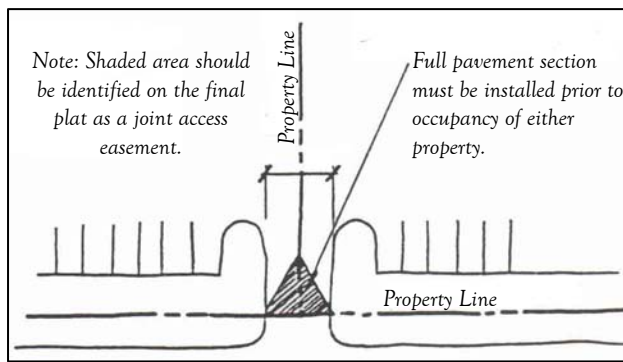 Note: Shaded area should
be identified on the final
plat as a joint access
easement.
Property Line
Full pavement section
must be installed prior to
occupancy of either
property.
Property Line